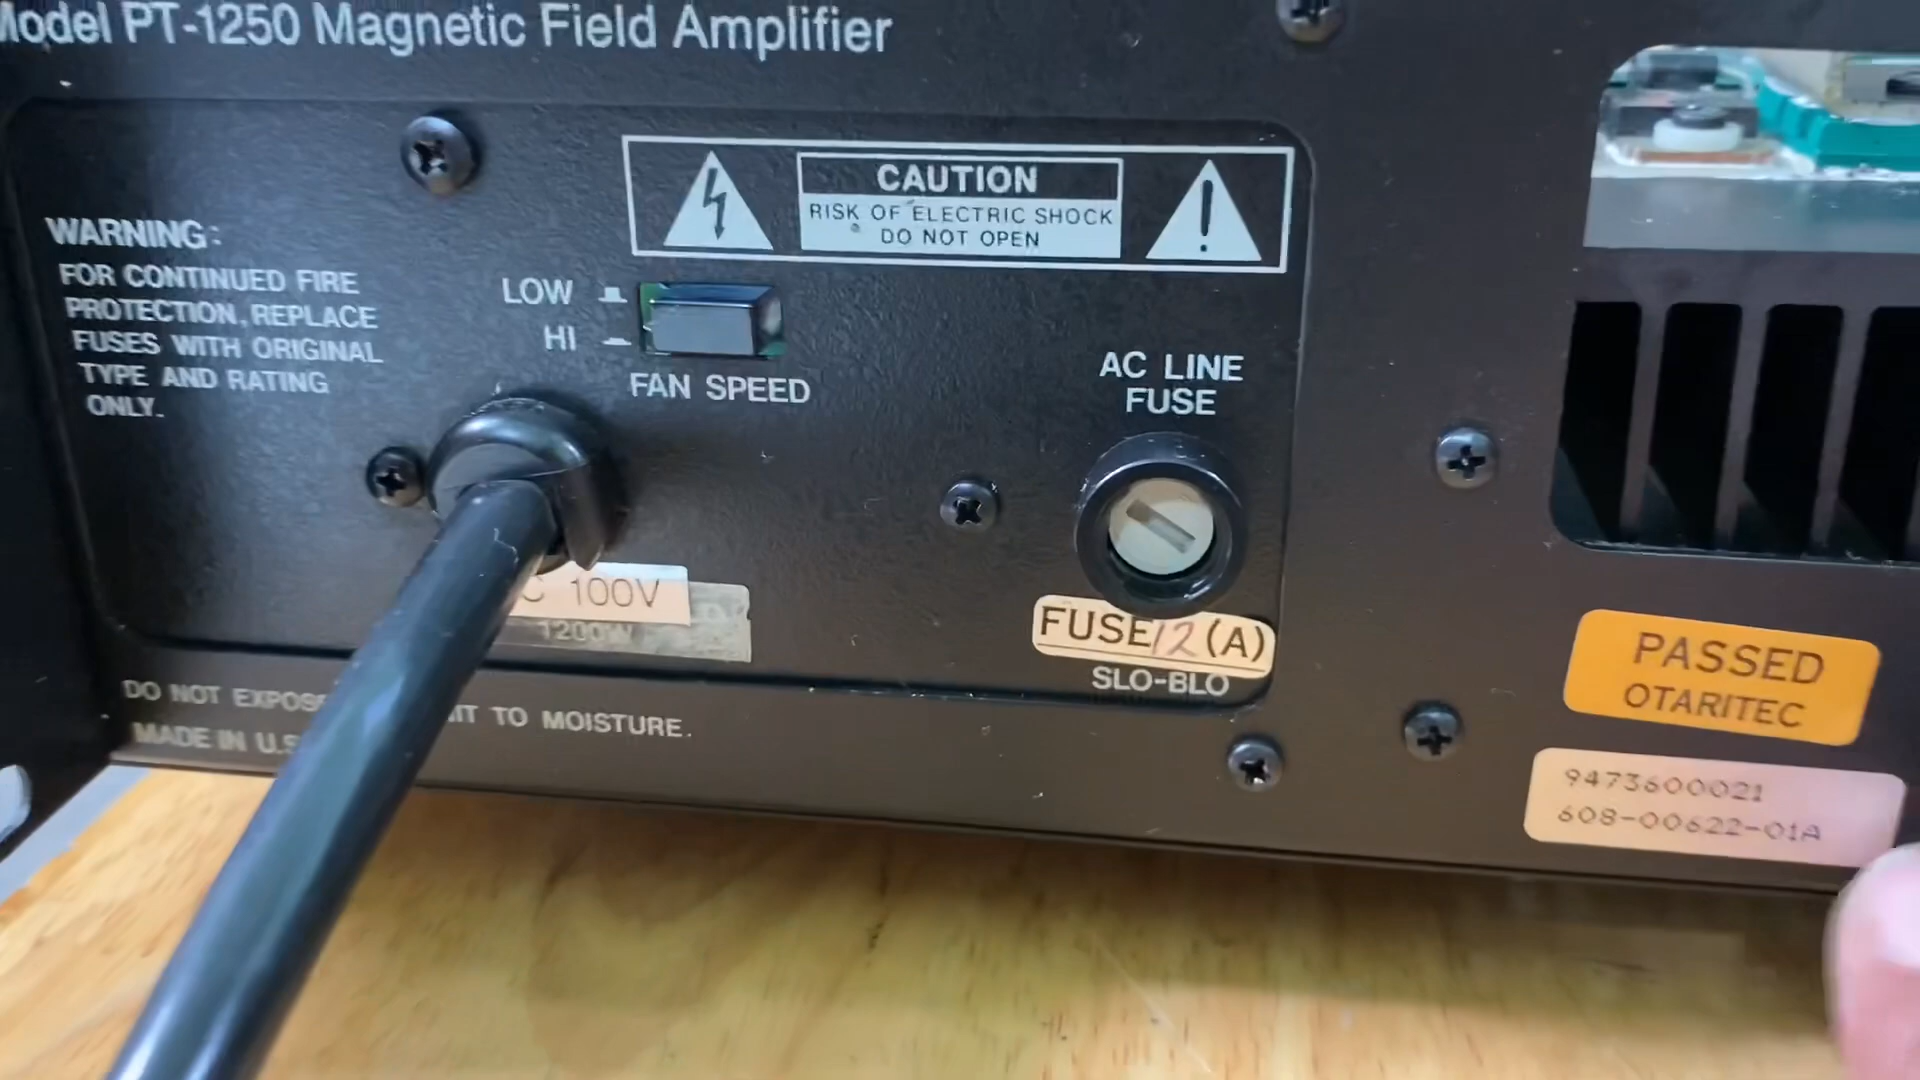 Model PT-1250 Magnetic Field Amplifier
WARNING:
FOR CONTINUED FIRE
PROTECTION, REPLACE
FUSES WITH ORIGINAL
TYPE AND RATING
ONLY.
CAUTION
RISK OF ELECTRIC SHOCK
DO NOT OPEN
LOW
HI
FAN SPEED
AC LINE
FUSE
C 100V
1200W
FUSE 12 (A)
SLO-BLO
DO NOT EXPOSE IT TO MOISTURE.
MADE IN U.S
PASSED
OTARITEC
9473600021
608-00622-01A